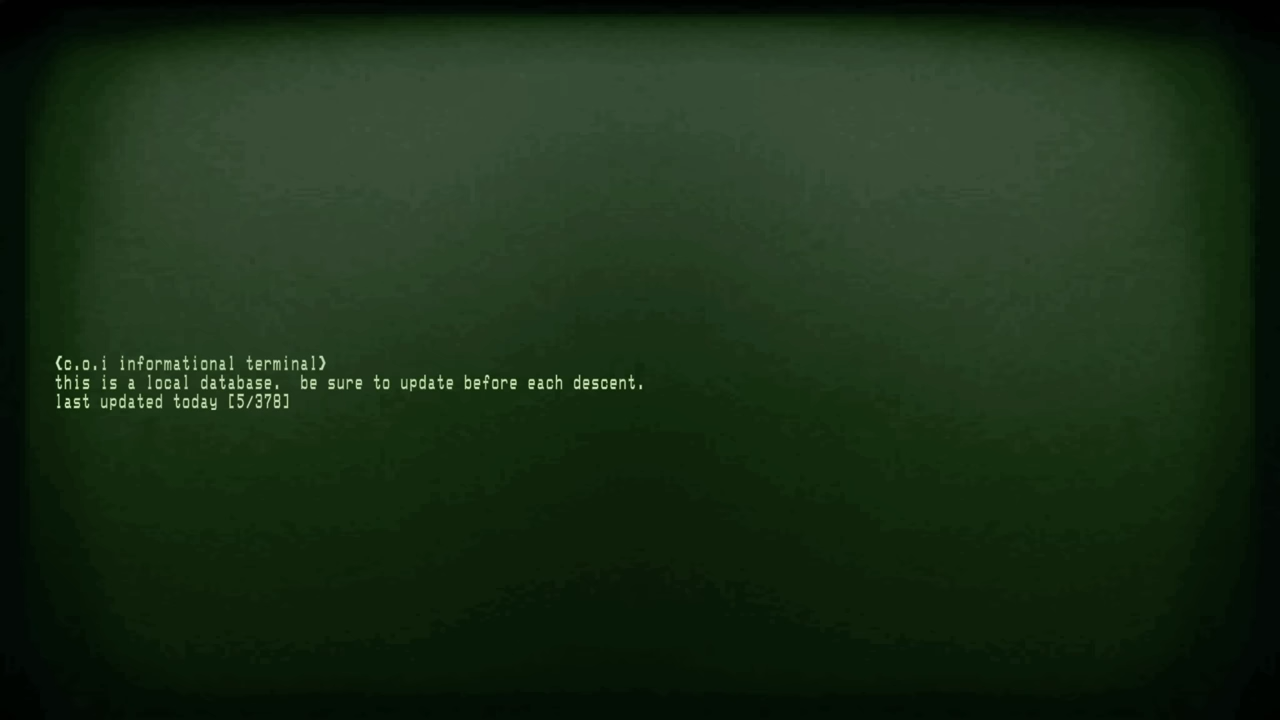 <c.o.i informational terminal>
this is a local database.  be sure to update before each descent.
last updated today [5/378]